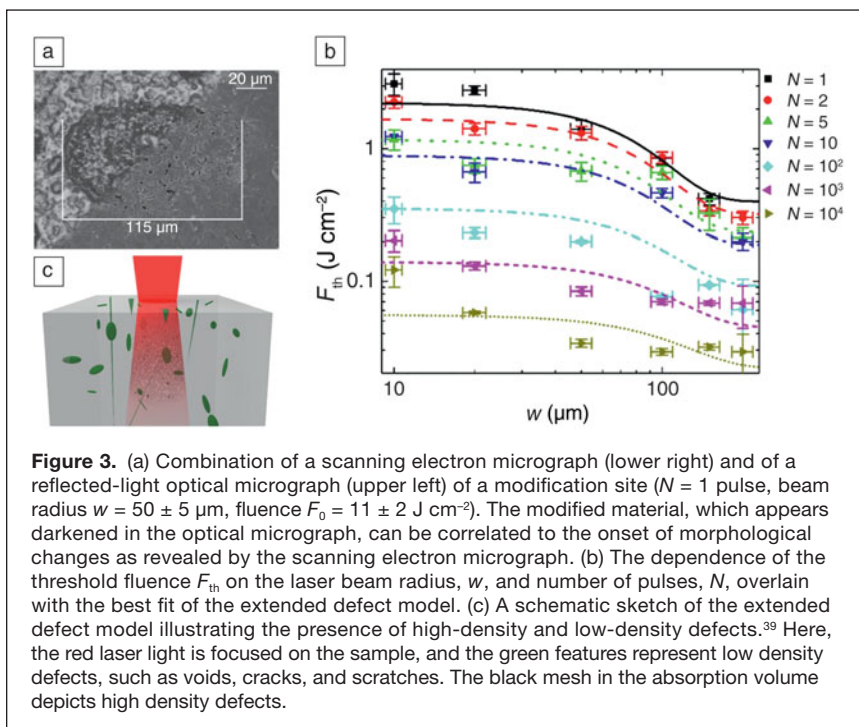 a
20 µm
115 µm
c
b
F_th (J cm⁻²)
1
0.1
10
100
w (µm)
N = 1
N = 2
N = 5
N = 10
N = 10²
N = 10³
N = 10⁴
Figure 3. (a) Combination of a scanning electron micrograph (lower right) and of a
reflected-light optical micrograph (upper left) of a modification site (N = 1 pulse, beam
radius w = 50 ± 5 µm, fluence F₀ = 11 ± 2 J cm⁻²). The modified material, which appears
darkened in the optical micrograph, can be correlated to the onset of morphological
changes as revealed by the scanning electron micrograph. (b) The dependence of the
threshold fluence F_th on the laser beam radius, w, and number of pulses, N, overlain
with the best fit of the extended defect model. (c) A schematic sketch of the extended
defect model illustrating the presence of high-density and low-density defects.³⁹ Here,
the red laser light is focused on the sample, and the green features represent low density
defects, such as voids, cracks, and scratches. The black mesh in the absorption volume
depicts high density defects.